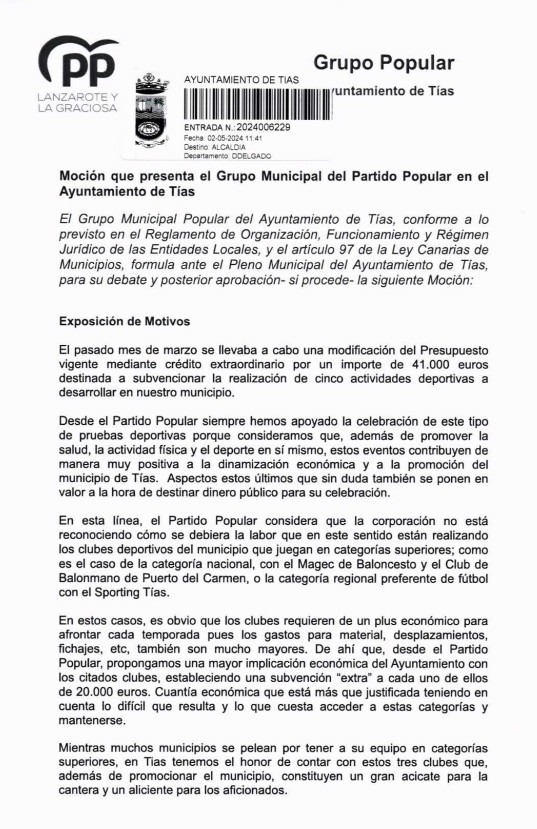 pp
LANZAROTE Y
LA GRACIOSA
Grupo Popular
AYUNTAMIENTO DE TIAS
untamiento de Tías
ENTRADA N.: 2024006229
Fecha: 02-05-2024 11:41
Destino: ALCALDIA
Departamento: DDELGADO
Moción que presenta el Grupo Municipal del Partido Popular en el
Ayuntamiento de Tías
El Grupo Municipal Popular del Ayuntamiento de Tías, conforme a lo
previsto en el Reglamento de Organización, Funcionamiento y Régimen
Jurídico de las Entidades Locales, y el artículo 97 de la Ley Canarias de
Municipios, formula ante el Pleno Municipal del Ayuntamiento de Tías,
para su debate y posterior aprobación- si procede- la siguiente Moción:
Exposición de Motivos
El pasado mes de marzo se llevaba a cabo una modificación del Presupuesto
vigente mediante crédito extraordinario por un importe de 41.000 euros
destinada a subvencionar la realización de cinco actividades deportivas a
desarrollar en nuestro municipio.
Desde el Partido Popular siempre hemos apoyado la celebración de este tipo
de pruebas deportivas porque consideramos que, además de promover la
salud, la actividad física y el deporte en sí mismo, estos eventos contribuyen de
manera muy positiva a la dinamización económica y a la promoción del
municipio de Tías. Aspectos estos últimos que sin duda también se ponen en
valor a la hora de destinar dinero público para su celebración.
En esta línea, el Partido Popular considera que la corporación no está
reconociendo cómo se debiera la labor que en este sentido están realizando
los clubes deportivos del municipio que juegan en categorías superiores; como
es el caso de la categoría nacional, con el Magec de Baloncesto y el Club de
Balonmano de Puerto del Carmen, o la categoría regional preferente de fútbol
con el Sporting Tías.
En estos casos, es obvio que los clubes requieren de un plus económico para
afrontar cada temporada pues los gastos para material, desplazamientos,
fichajes, etc, también son mucho mayores. De ahí que, desde el Partido
Popular, propongamos una mayor implicación económica del Ayuntamiento con
los citados clubes, estableciendo una subvención “extra” a cada uno de ellos
de 20.000 euros. Cuantía económica que está más que justificada teniendo en
cuenta lo difícil que resulta y lo que cuesta acceder a estas categorías y
mantenerse.
Mientras muchos municipios se pelean por tener a su equipo en categorías
superiores, en Tias tenemos el honor de contar con estos tres clubes que,
además de promocionar el municipio, constituyen un gran acicate para la
cantera y un aliciente para los aficionados.